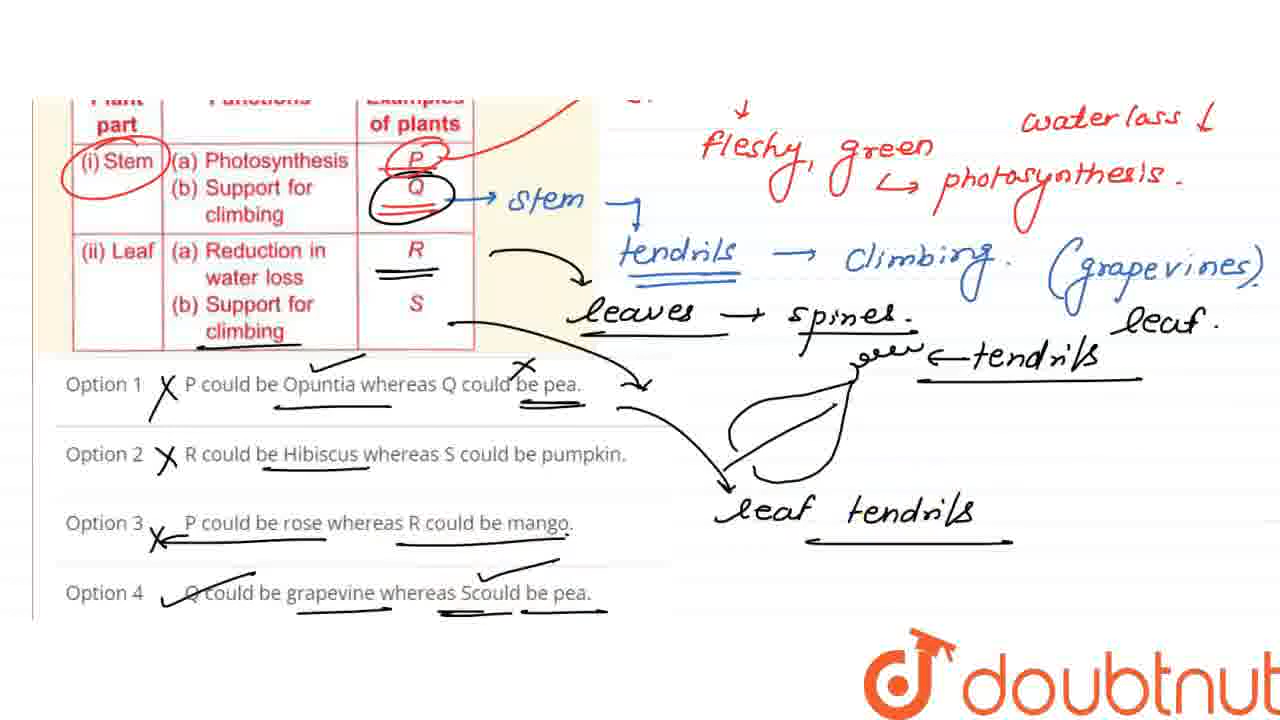 Plant part Functions Examples of plants
(i) Stem (a) Photosynthesis P
(b) Support for climbing Q
(ii) Leaf (a) Reduction in water loss R
(b) Support for climbing S
water loss ↓
fleshy, green
↳ photosynthesis.
→ stem
tendrils → climbing. (grapevines).
leaves → spines. leaf.
←tendrils
leaf tendrils
Option 1 P could be Opuntia whereas Q could be pea.
Option 2 R could be Hibiscus whereas S could be pumpkin.
Option 3 P could be rose whereas R could be mango.
Option 4 Q could be grapevine whereas Scould be pea.
doubtnut